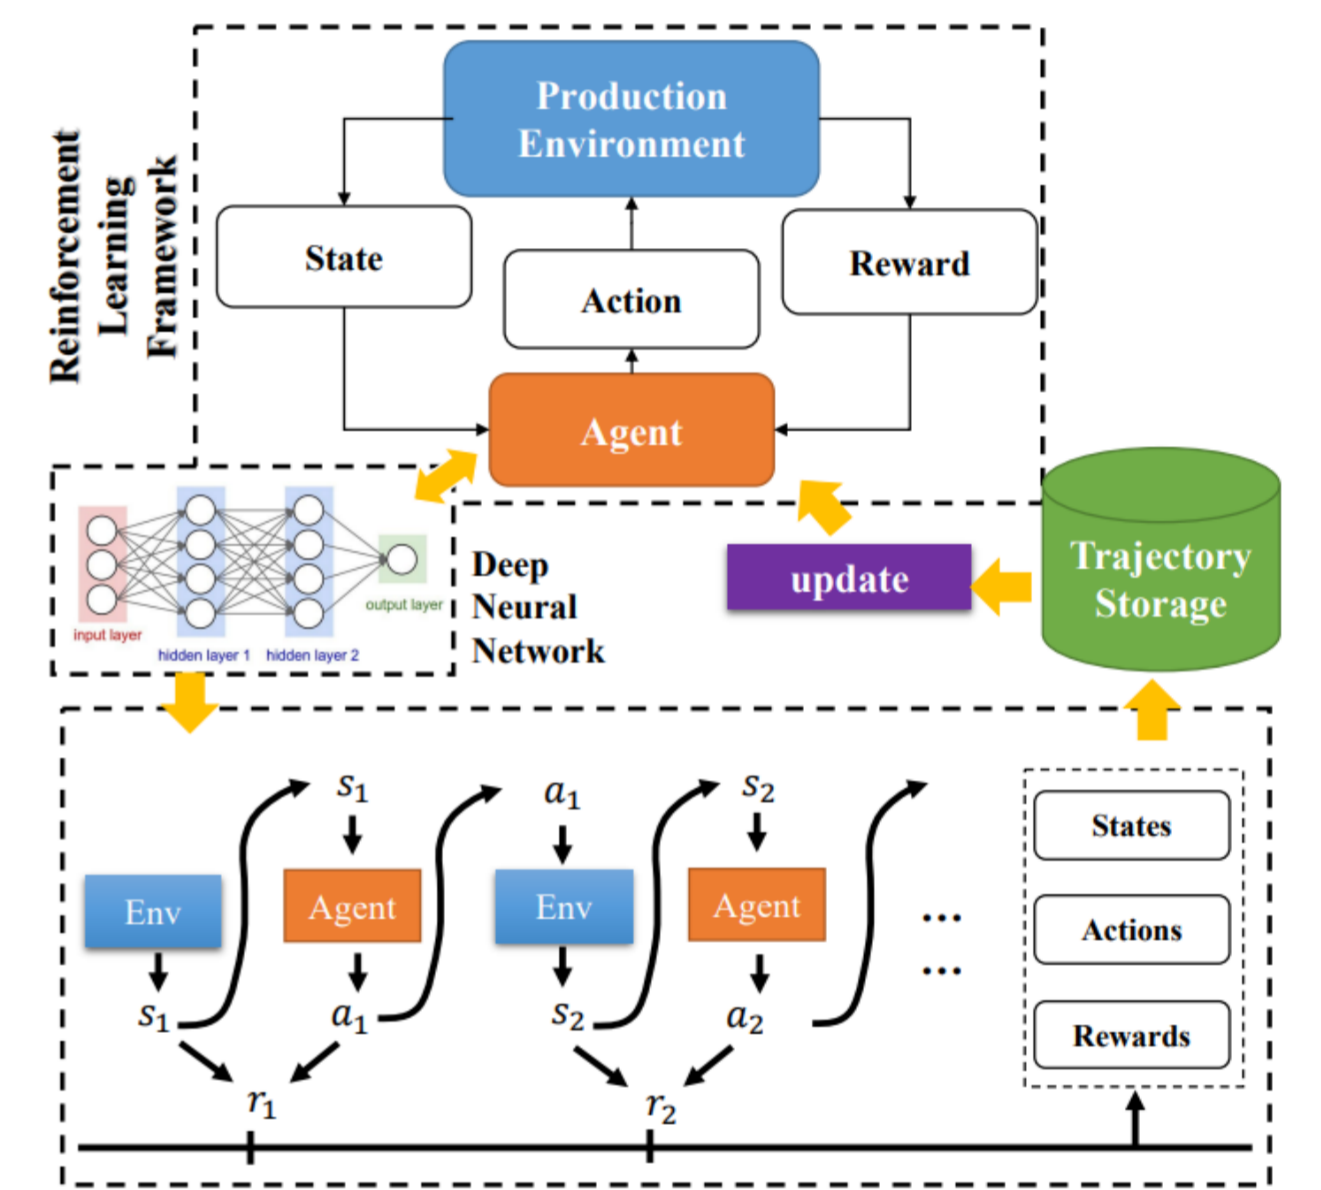 Reinforcement
Learning
Framework
Production
Environment
State
Action
Reward
Agent
input layer
hidden layer 1
hidden layer 2
output layer
Deep
Neural
Network
update
Trajectory
Storage
s₁
a₁
s₂
Env
Agent
Env
Agent
... 
...
s₁
a₁
s₂
a₂
r₁
r₂
States
Actions
Rewards